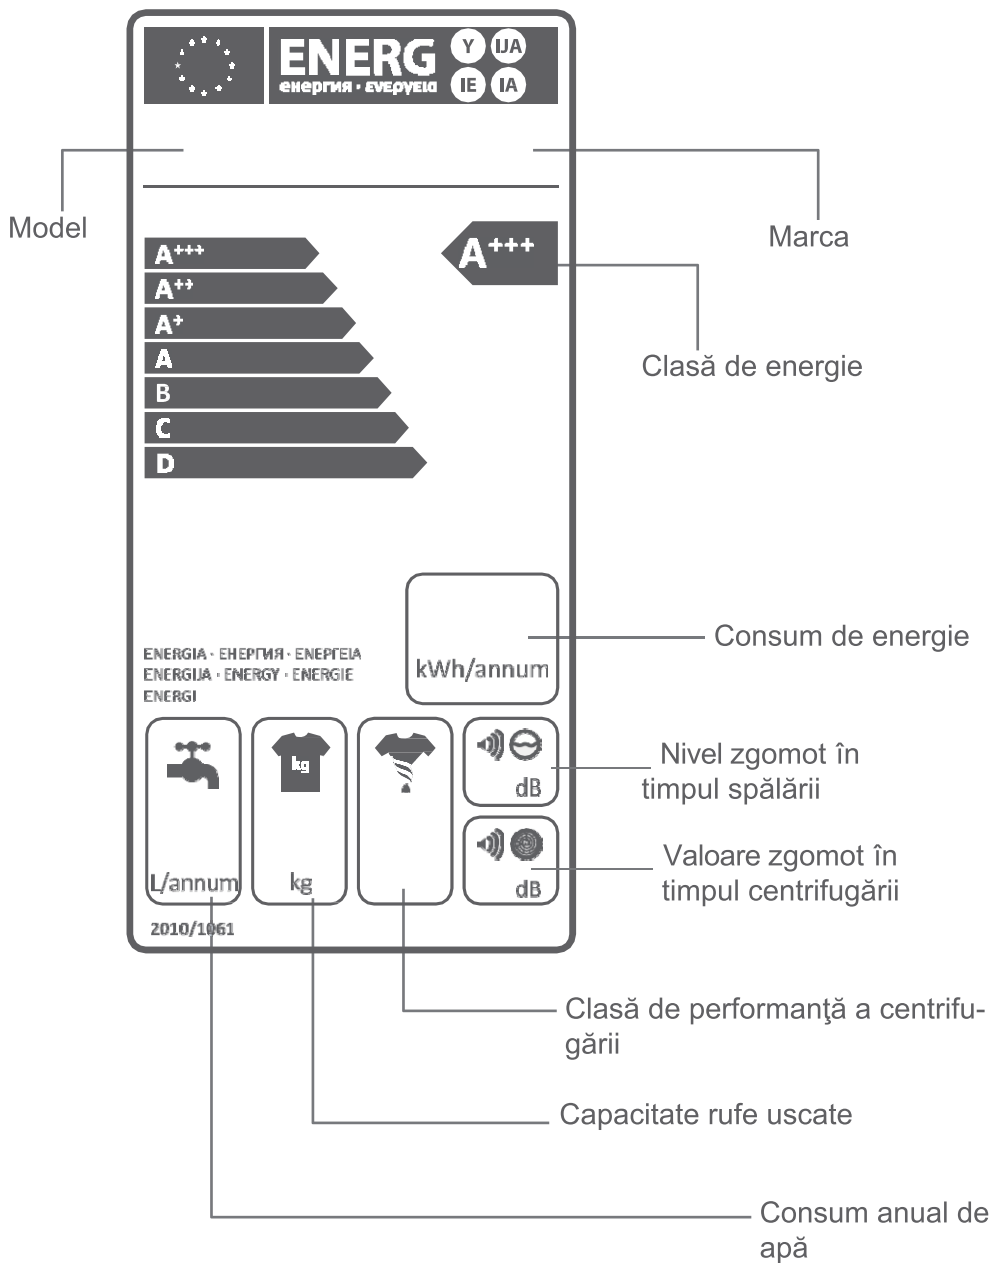 ENERG Y IJA
енергия · ενεργεια IE IA
Model
Marca
A+++
A+++
A++
A+
A
B
C
D
Clasă de energie
Consum de energie
kWh/annum
ENERGIA · ЕНЕРГИЯ · ΕΝΕΡΓΕΙΑ
ENERGIJA · ENERGY · ENERGIE
ENERGI
kg
dB
Nivel zgomot în
timpul spălării
dB
Valoare zgomot în
timpul centrifugării
L/annum
kg
2010/1061
Clasă de performanţă a centrifu-
gării
Capacitate rufe uscate
Consum anual de
apă